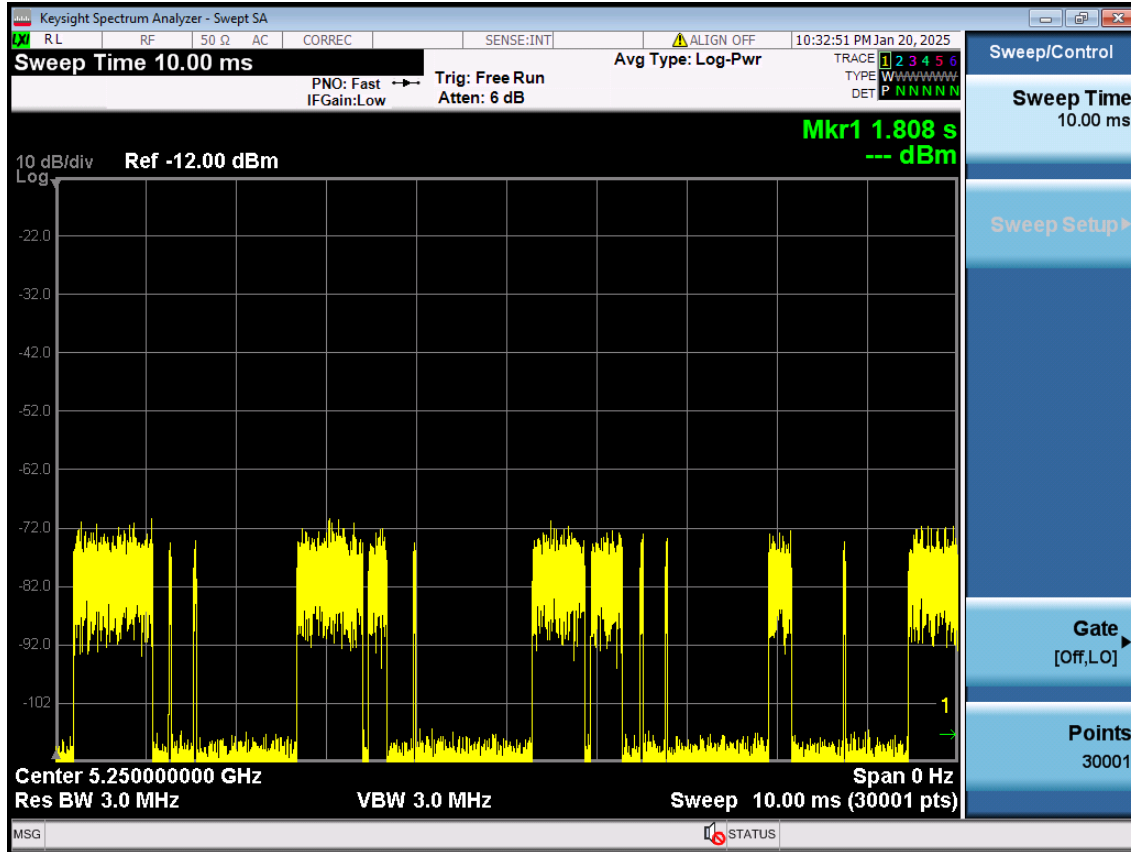 Keysight Spectrum Analyzer - Swept SA
LXI RL RF 50 Ω AC CORREC SENSE:INT ALIGN OFF 10:32:51 PM Jan 20, 2025
Sweep Time 10.00 ms
PNO: Fast
IFGain:Low
Trig: Free Run
Atten: 6 dB
Avg Type: Log-Pwr
TRACE 1 2 3 4 5 6
TYPE WWWWWW
DET P N N N N N
Mkr1 1.808 s
--- dBm
10 dB/div Ref -12.00 dBm
Log
-22.0
-32.0
-42.0
-52.0
-62.0
-72.0
-82.0
-92.0
-102
1
Center 5.250000000 GHz Span 0 Hz
Res BW 3.0 MHz VBW 3.0 MHz Sweep 10.00 ms (30001 pts)
MSG STATUS
Sweep/Control
Sweep Time
10.00 ms
Sweep Setup
Gate
[Off,LO]
Points
30001